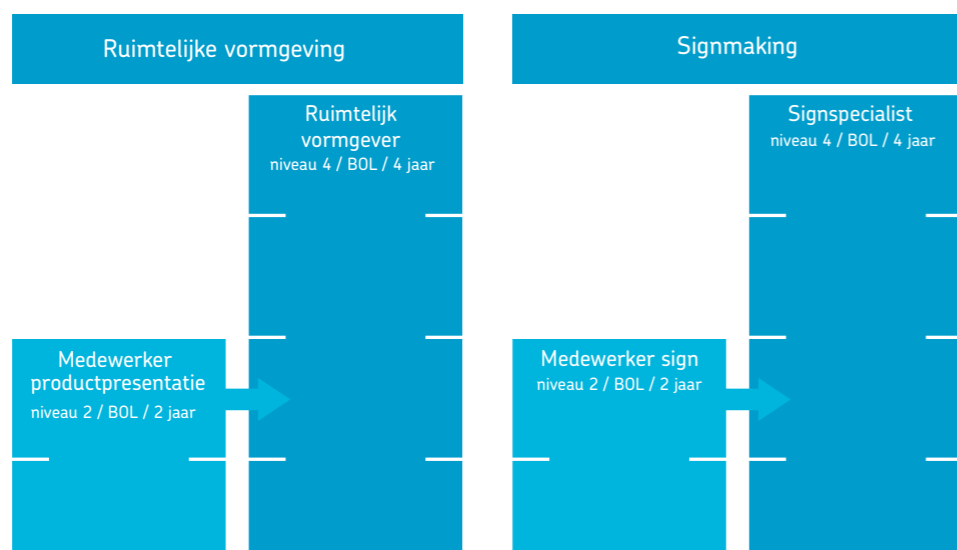 Ruimtelijke vormgeving
Ruimtelijk
vormgever
niveau 4 / BOL / 4 jaar
Medewerker
productpresentatie
niveau 2 / BOL / 2 jaar
Signmaking
Signspecialist
niveau 4 / BOL / 4 jaar
Medewerker sign
niveau 2 / BOL / 2 jaar